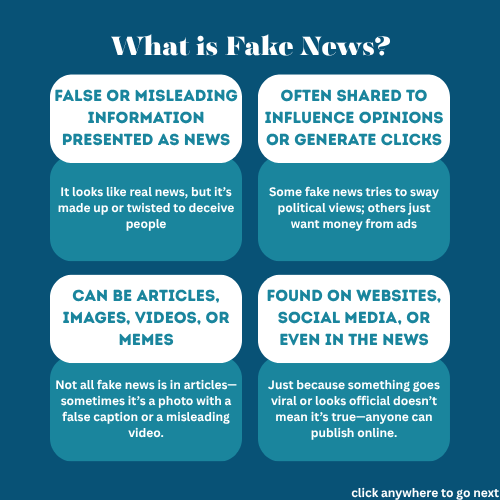 What is Fake News?
FALSE OR MISLEADING
INFORMATION
PRESENTED AS NEWS
It looks like real news, but it's
made up or twisted to deceive
people
OFTEN SHARED TO
INFLUENCE OPINIONS
OR GENERATE CLICKS
Some fake news tries to sway
political views; others just
want money from ads
CAN BE ARTICLES,
IMAGES, VIDEOS, OR
MEMES
Not all fake news is in articles—
sometimes it's a photo with a
false caption or a misleading
video.
FOUND ON WEBSITES,
SOCIAL MEDIA, OR
EVEN IN THE NEWS
Just because something goes
viral or looks official doesn't
mean it's true—anyone can
publish online.
click anywhere to go next